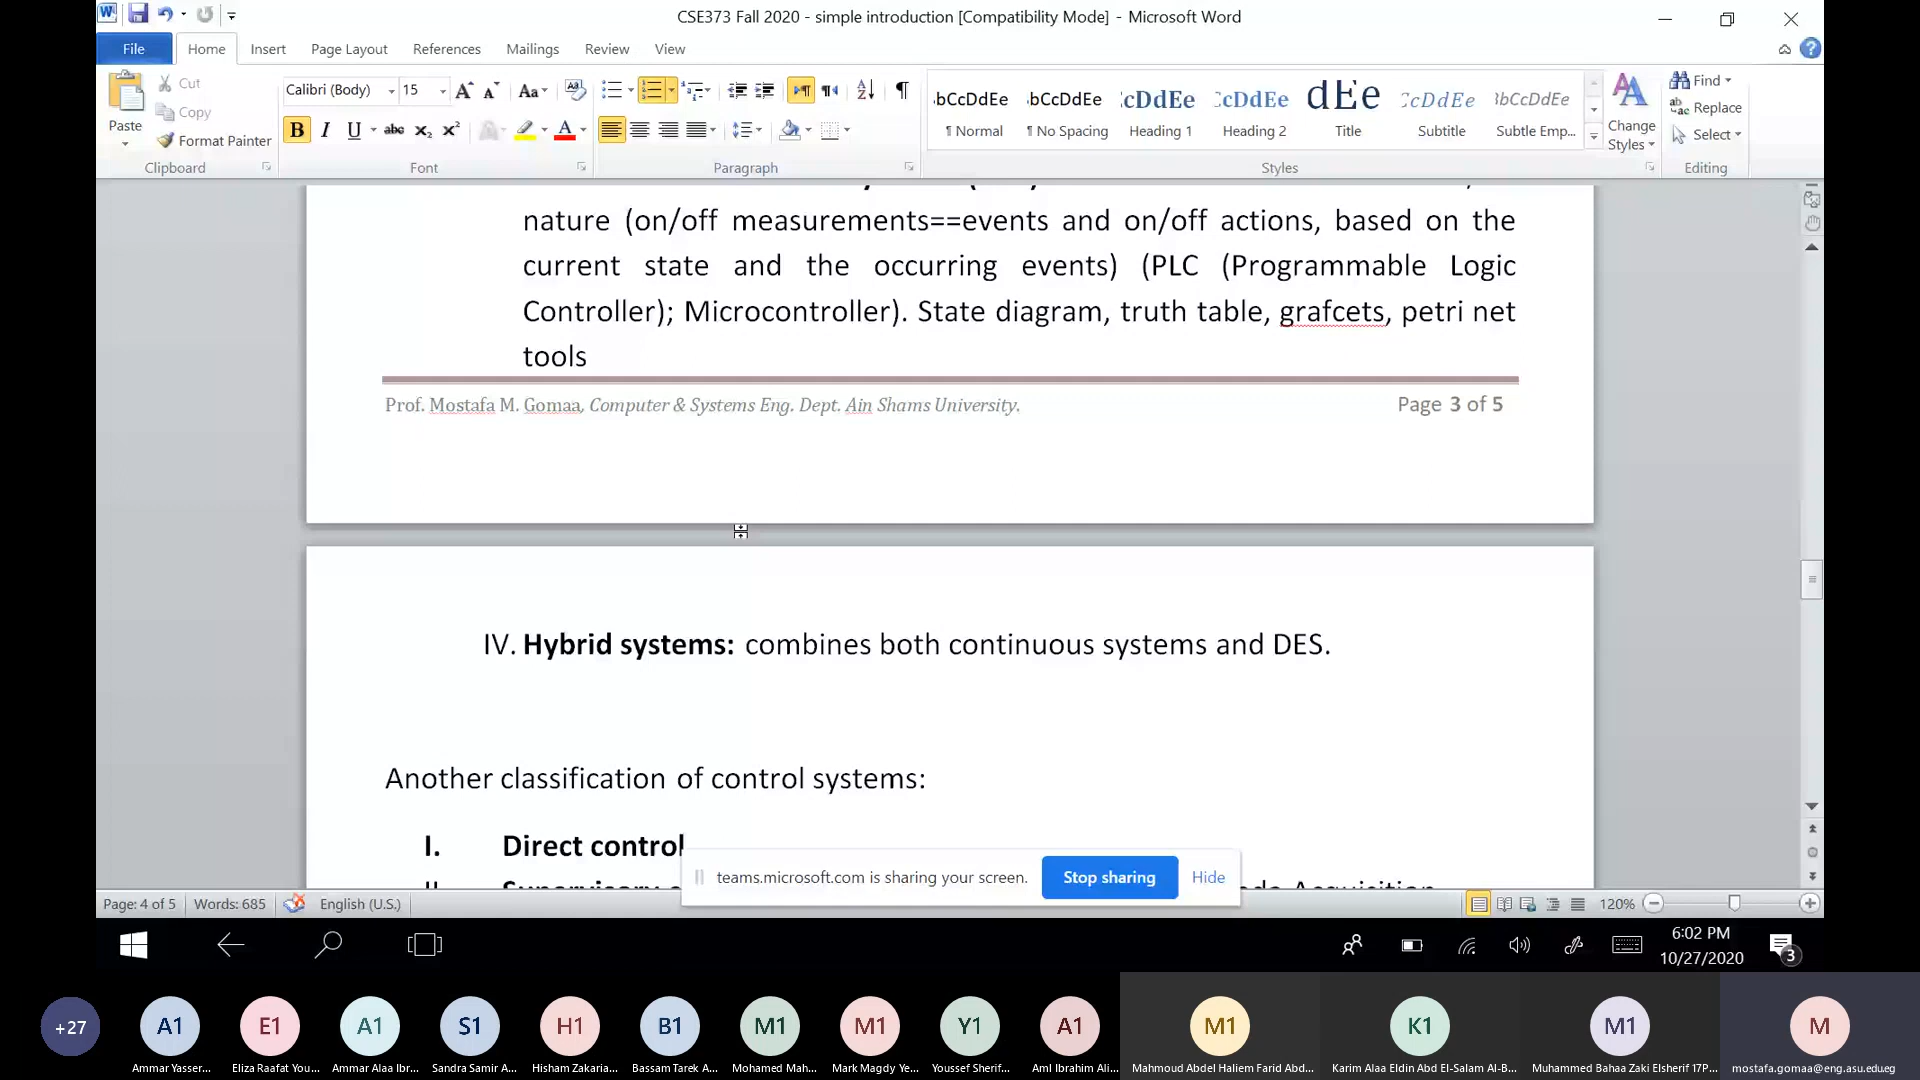 CSE373 Fall 2020 - simple introduction [Compatibility Mode] - Microsoft Word
File Home Insert Page Layout References Mailings Review View
Paste
Cut
Copy
Format Painter
Clipboard
Calibri (Body) 15
Font
Paragraph
¶ Normal
¶ No Spacing
Heading 1
Heading 2
Title
Subtitle
Subtle Emp...
Styles
Change
Styles
Find
Replace
Select
Editing
nature (on/off measurements==events and on/off actions, based on the
current state and the occurring events) (PLC (Programmable Logic
Controller); Microcontroller). State diagram, truth table, grafcets, petri net
tools
Prof. Mostafa M. Gomaa, Computer & Systems Eng. Dept. Ain Shams University. Page 3 of 5
IV. Hybrid systems: combines both continuous systems and DES.
Another classification of control systems:
I. Direct control
teams.microsoft.com is sharing your screen. Stop sharing Hide
Page: 4 of 5 Words: 685 English (U.S.) 120%
6:02 PM
10/27/2020
3
+27 A1 E1 A1 S1 H1 B1 M1 M1 Y1 A1 M1 K1 M1 M
Ammar Yasser... Eliza Raafat You... Ammar Alaa Ibr... Sandra Samir A... Hisham Zakaria... Bassam Tarek A... Mohamed Mah... Mark Magdy Ye... Youssef Sherif... Aml Ibrahim Ali... Mahmoud Abdel Haliem Farid Abd... Karim Alaa Eldin Abd El-Salam Al-B... Muhammed Bahaa Zaki Elsherif 17P... mostafa.gomaa@eng.asu.edu.eg